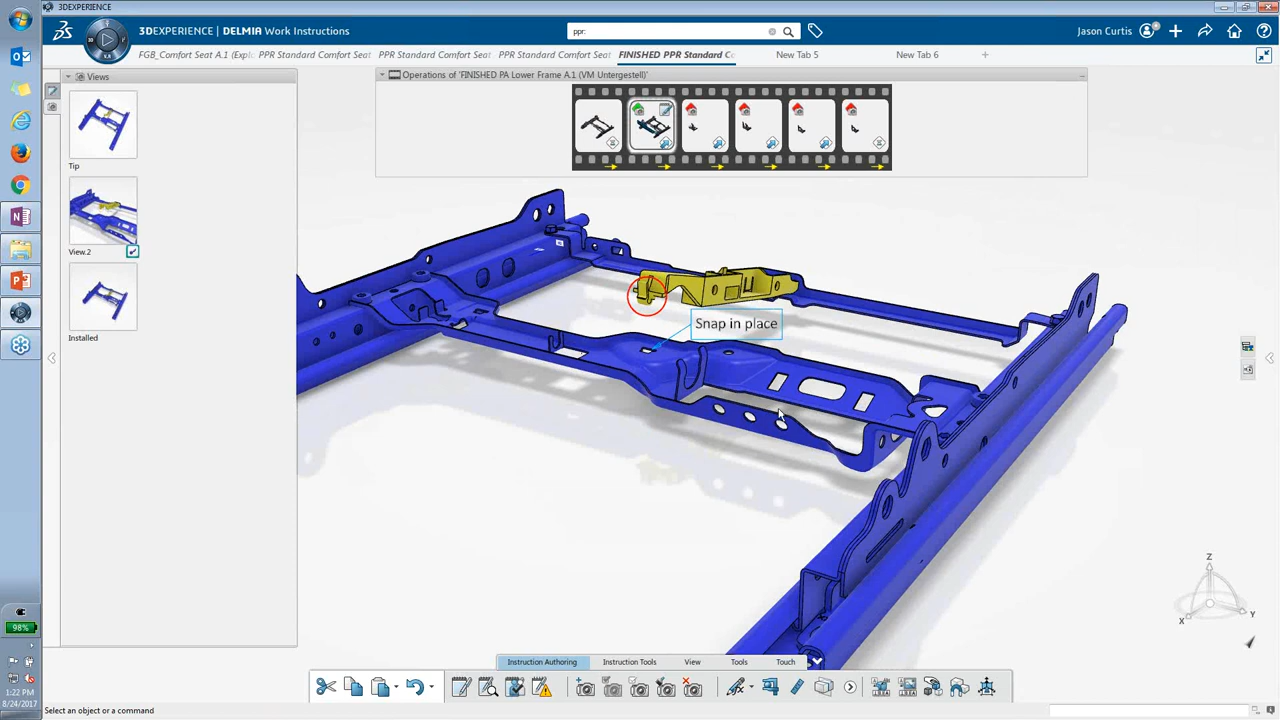 3DEXPERIENCE
3DEXPERIENCE | DELMIA Work Instructions
ppr:
Jason Curtis
FGB_Comfort Seat A.1 (Expl
PPR Standard Comfort Seat
PPR Standard Comfort Seat
PPR Standard Comfort Seat
FINISHED PPR Standard Co
New Tab 5
New Tab 6
Views
Operations of 'FINISHED PA Lower Frame A.1 (VM Untergestell)'
Tip
View.2
Installed
Snap in place
Z
X
Y
98%
1:22 PM
8/24/2017
Instruction Authoring
Instruction Tools
View
Tools
Touch
Select an object or a command